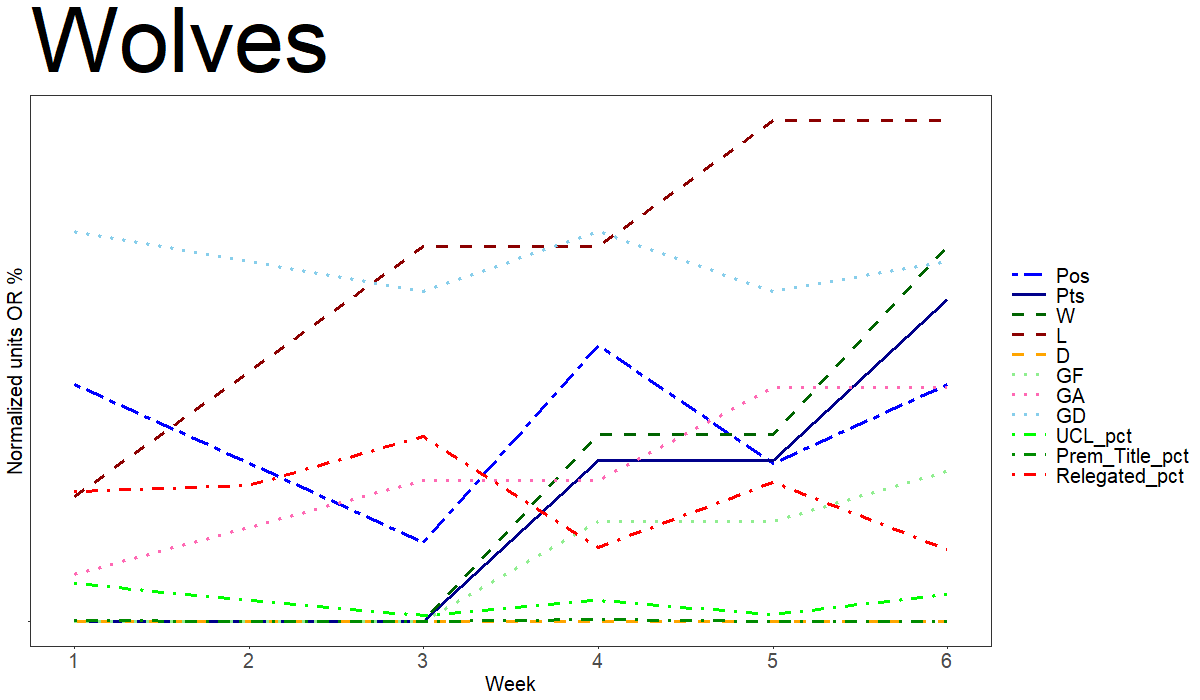 Wolves
Normalized units OR %
Pos
Pts
W
L
D
GF
GA
GD
UCL_pct
Prem_Title_pct
Relegated_pct
1 2 3 4 5 6
Week